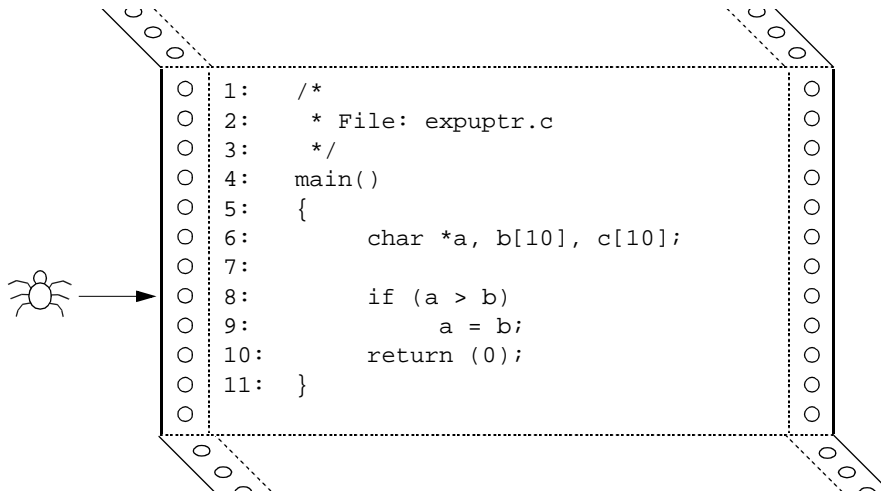 1: /*
2: * File: expuptr.c
3: */
4: main()
5: {
6: char *a, b[10], c[10];
7:
8: if (a > b)
9: a = b;
10: return (0);
11: }